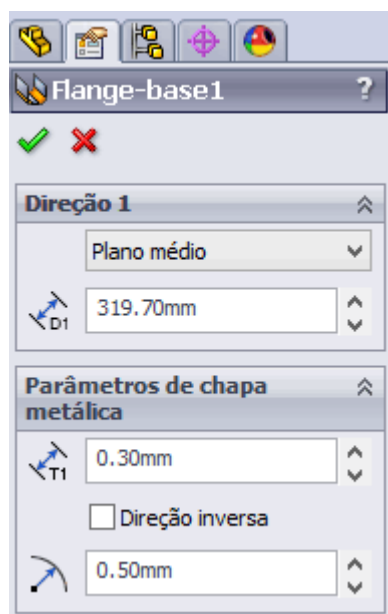 Flange-base1 ?
Direção 1
Plano médio
D1 319.70mm
Parâmetros de chapa
metálica
T1 0.30mm
Direção inversa
0.50mm